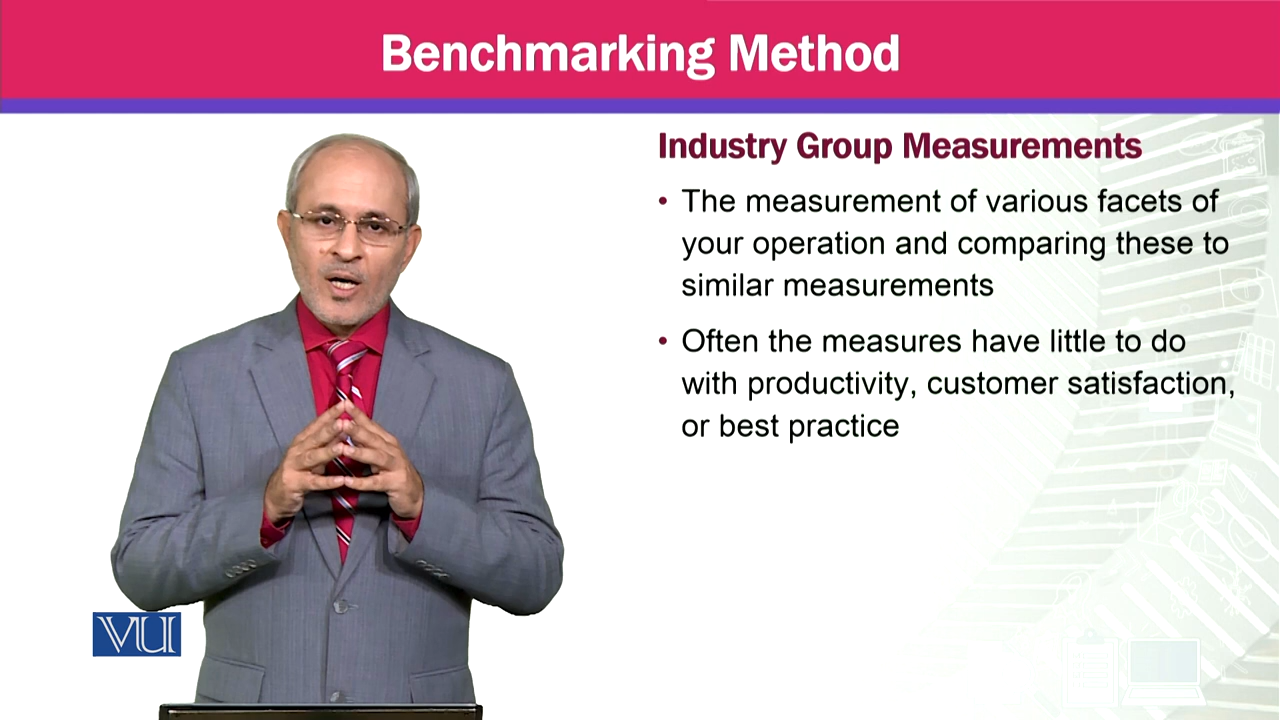 Benchmarking Method
Industry Group Measurements
• The measurement of various facets of
your operation and comparing these to
similar measurements
• Often the measures have little to do
with productivity, customer satisfaction,
or best practice
VU